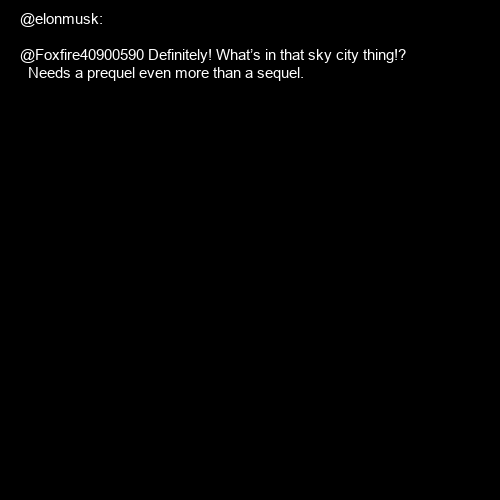 @elonmusk:
@Foxfire40900590 Definitely! What’s in that sky city thing!?
Needs a prequel even more than a sequel.